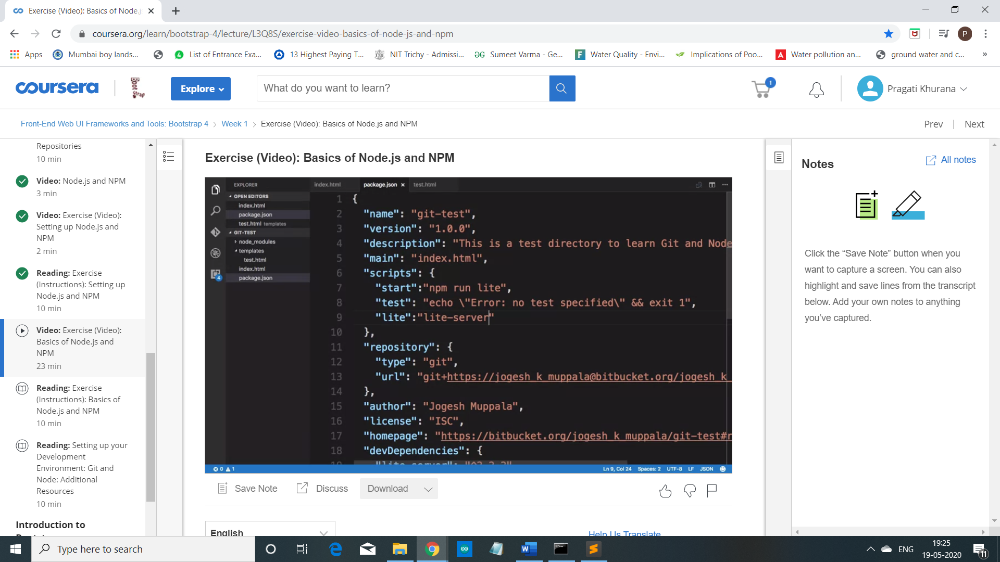 Exercise (Video): Basics of Node.j
coursera.org/learn/bootstrap-4/lecture/L3Q8S/exercise-video-basics-of-node-js-and-npm
P
Apps
Mumbai boy lands...
List of Entrance Exa...
13 Highest Paying T...
NIT Trichy - Admissi...
Sumeet Varma - Ge...
Water Quality - Envi...
Implications of Poo...
Water pollution an...
ground water and c...
»
coursera
Boot
strap
Explore
What do you want to learn?
1
Pragati Khurana
Front-End Web UI Frameworks and Tools: Bootstrap 4 > Week 1 > Exercise (Video): Basics of Node.js and NPM
Prev | Next
Repositories
10 min
Video: Node.js and NPM
3 min
Video: Exercise (Video):
Setting up Node.js and
NPM
2 min
Reading: Exercise
(Instructions): Setting up
Node.js and NPM
10 min
Video: Exercise (Video):
Basics of Node.js and
NPM
23 min
Reading: Exercise
(Instructions): Basics of
Node.js and NPM
10 min
Reading: Setting up your
Development
Environment: Git and
Node: Additional
Resources
10 min
Introduction to
Exercise (Video): Basics of Node.js and NPM
EXPLORER
OPEN EDITORS
index.html
package.json
test.html templates
GIT-TEST
node_modules
templates
test.html
index.html
package.json
4
index.html
package.json ×
test.html
1 {
2 "name": "git-test",
3 "version": "1.0.0",
4 "description": "This is a test directory to learn Git and Node
5 "main": "index.html",
6 "scripts": {
7 "start":"npm run lite",
8 "test": "echo \"Error: no test specified\" && exit 1",
9 "lite":"lite-server"
10 },
11 "repository": {
12 "type": "git",
13 "url": "git+https://jogesh_k_muppala@bitbucket.org/jogesh_k_
14 },
15 "author": "Jogesh Muppala",
16 "license": "ISC",
17 "homepage": "https://bitbucket.org/jogesh_k_muppala/git-test#r
18 "devDependencies": {
0 1
Ln 9, Col 24 Spaces: 2 UTF-8 LF JSON
Save Note
Discuss
Download
English
Help Us Translate
Notes
All notes
Click the “Save Note” button when you
want to capture a screen. You can also
highlight and save lines from the transcript
below. Add your own notes to anything
you’ve captured.
Type here to search
ENG
19:25
19-05-2020
11